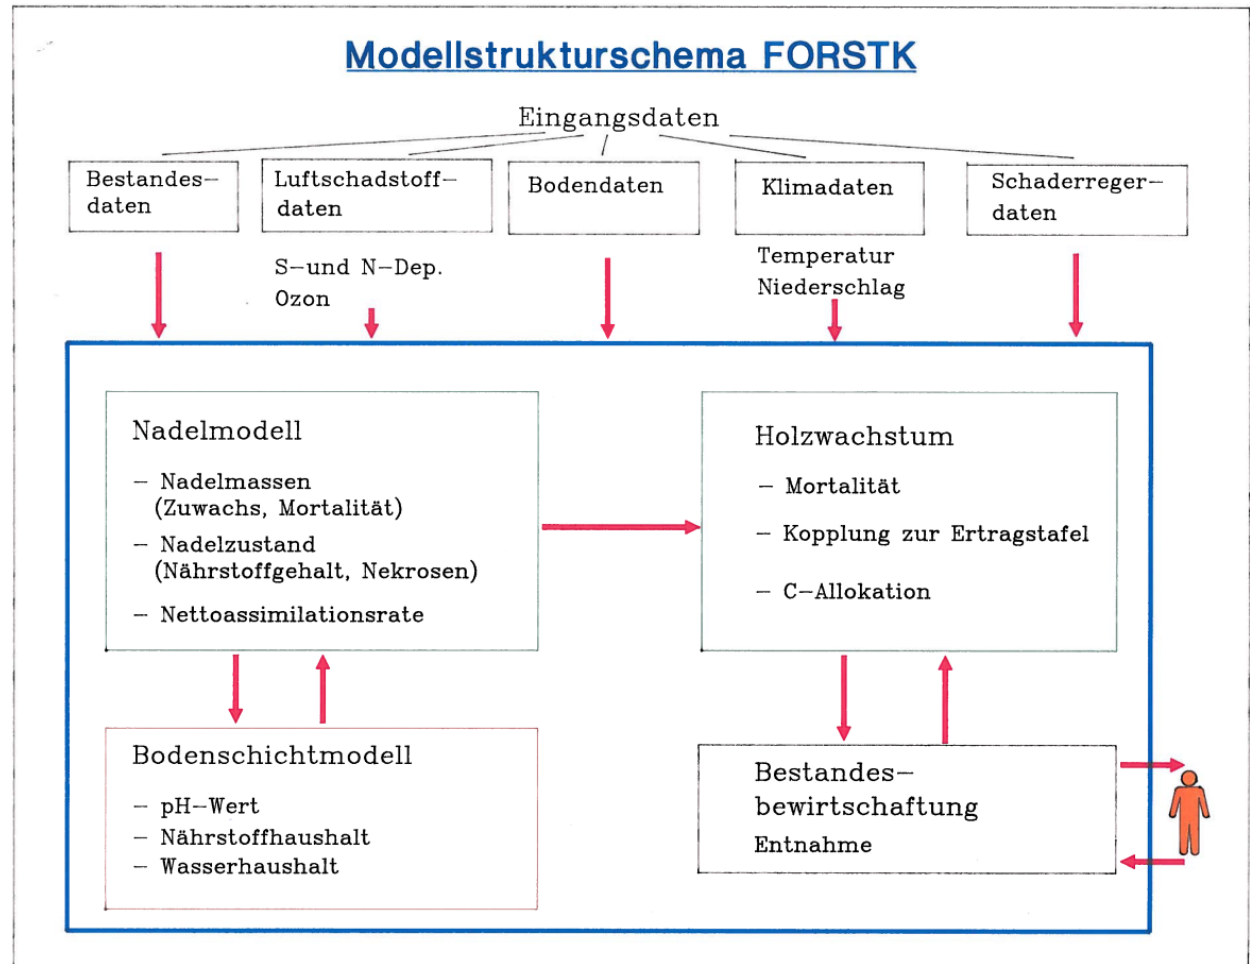 Modellstrukturschema FORSTK
Eingangsdaten
Bestandes-
daten
Luftschadstoff-
daten
Bodendaten
Klimadaten
Schaderreger-
daten
S-und N-Dep.
Ozon
Temperatur
Niederschlag
Nadelmodell
- Nadelmassen
(Zuwachs, Mortalität)
- Nadelzustand
(Nährstoffgehalt, Nekrosen)
- Nettoassimilationsrate
Holzwachstum
- Mortalität
- Kopplung zur Ertragstafel
- C-Allokation
Bodenschichtmodell
- pH-Wert
- Nährstoffhaushalt
- Wasserhaushalt
Bestandes-
bewirtschaftung
Entnahme